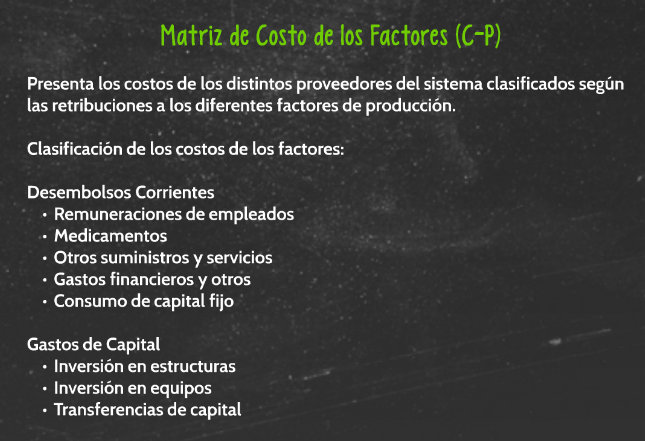 Matriz de Costo de los Factores (C-P)
Presenta los costos de los distintos proveedores del sistema clasificados según
las retribuciones a los diferentes factores de producción.
Clasificación de los costos de los factores:
Desembolsos Corrientes
• Remuneraciones de empleados
• Medicamentos
• Otros suministros y servicios
• Gastos financieros y otros
• Consumo de capital fijo
Gastos de Capital
• Inversión en estructuras
• Inversión en equipos
• Transferencias de capital